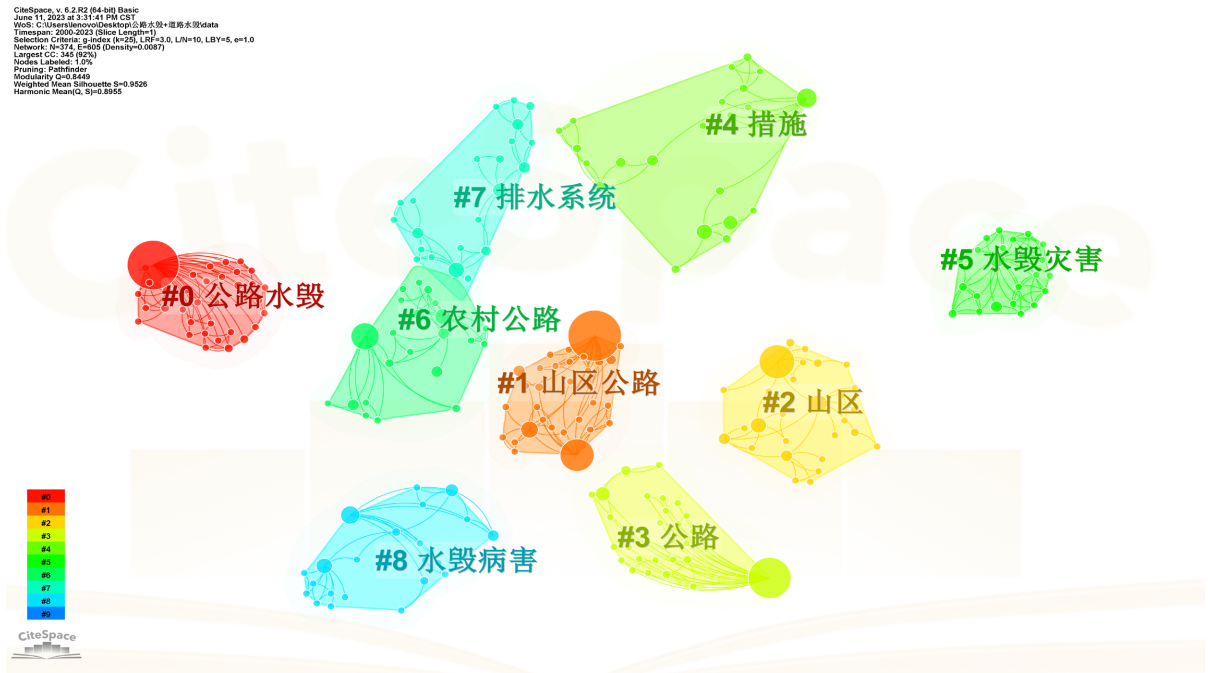 CiteSpace, v. 6.2.R2 (64-bit) Basic
June 11, 2023 at 3:31:41 PM CST
WoS: C:\Users\lenovo\Desktop\公路水毁+道路水毁\data
Timespan: 2000-2023 (Slice Length=1)
Selection Criteria: g-index (k=25), LRF=3.0, L/N=10, LBY=5, e=1.0
Network: N=374, E=605 (Density=0.0087)
Largest CC: 345 (92%)
Nodes Labeled: 1.0%
Pruning: Pathfinder
Modularity Q=0.8449
Weighted Mean Silhouette S=0.9526
Harmonic Mean(Q, S)=0.8955
CiteSpace
#4 措施
#7 排水系统
#5 水毁灾害
#0 公路水毁
#6 农村公路
#1 山区公路
#2 山区
#3 公路
#8 水毁病害
#0
#1
#2
#3
#4
#5
#6
#7
#8
#9
CiteSpace